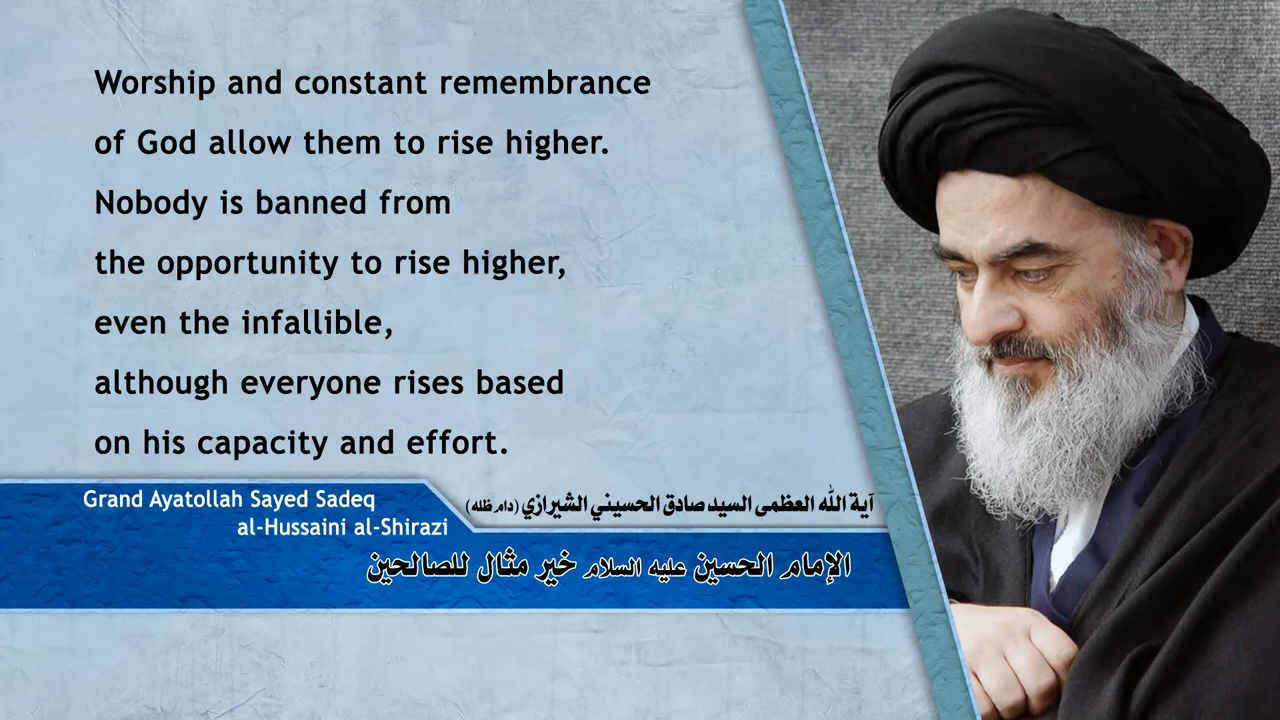 Worship and constant remembrance
of God allow them to rise higher.
Nobody is banned from
the opportunity to rise higher,
even the infallible,
although everyone rises based
on his capacity and effort.
Grand Ayatollah Sayed Sadeq
al-Hussaini al-Shirazi
آية الله العظمى السيد صادق الحسيني الشيرازي (دام ظله)
الإمام الحسين عليه السلام خير مثال للصالحين